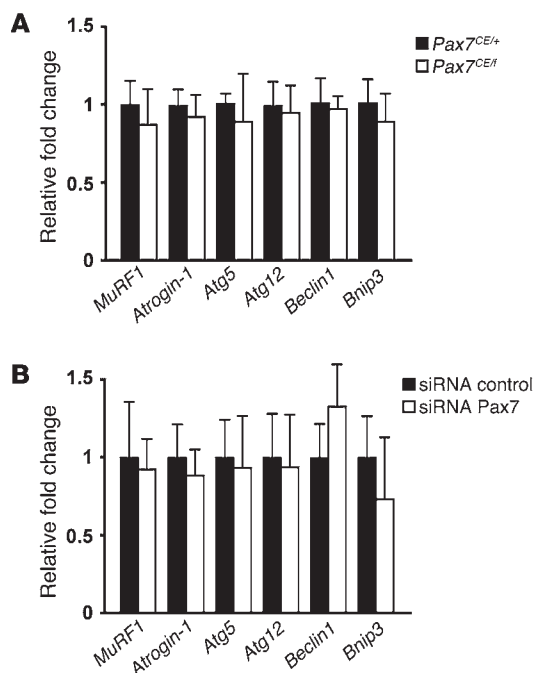 A
1.5
1
0.5
0
Relative fold change
Pax7CE/+
Pax7CE/f
MuRF1
Atrogin-1
Atg5
Atg12
Beclin1
Bnip3
B
1.5
1
0.5
0
Relative fold change
siRNA control
siRNA Pax7
MuRF1
Atrogin-1
Atg5
Atg12
Beclin1
Bnip3